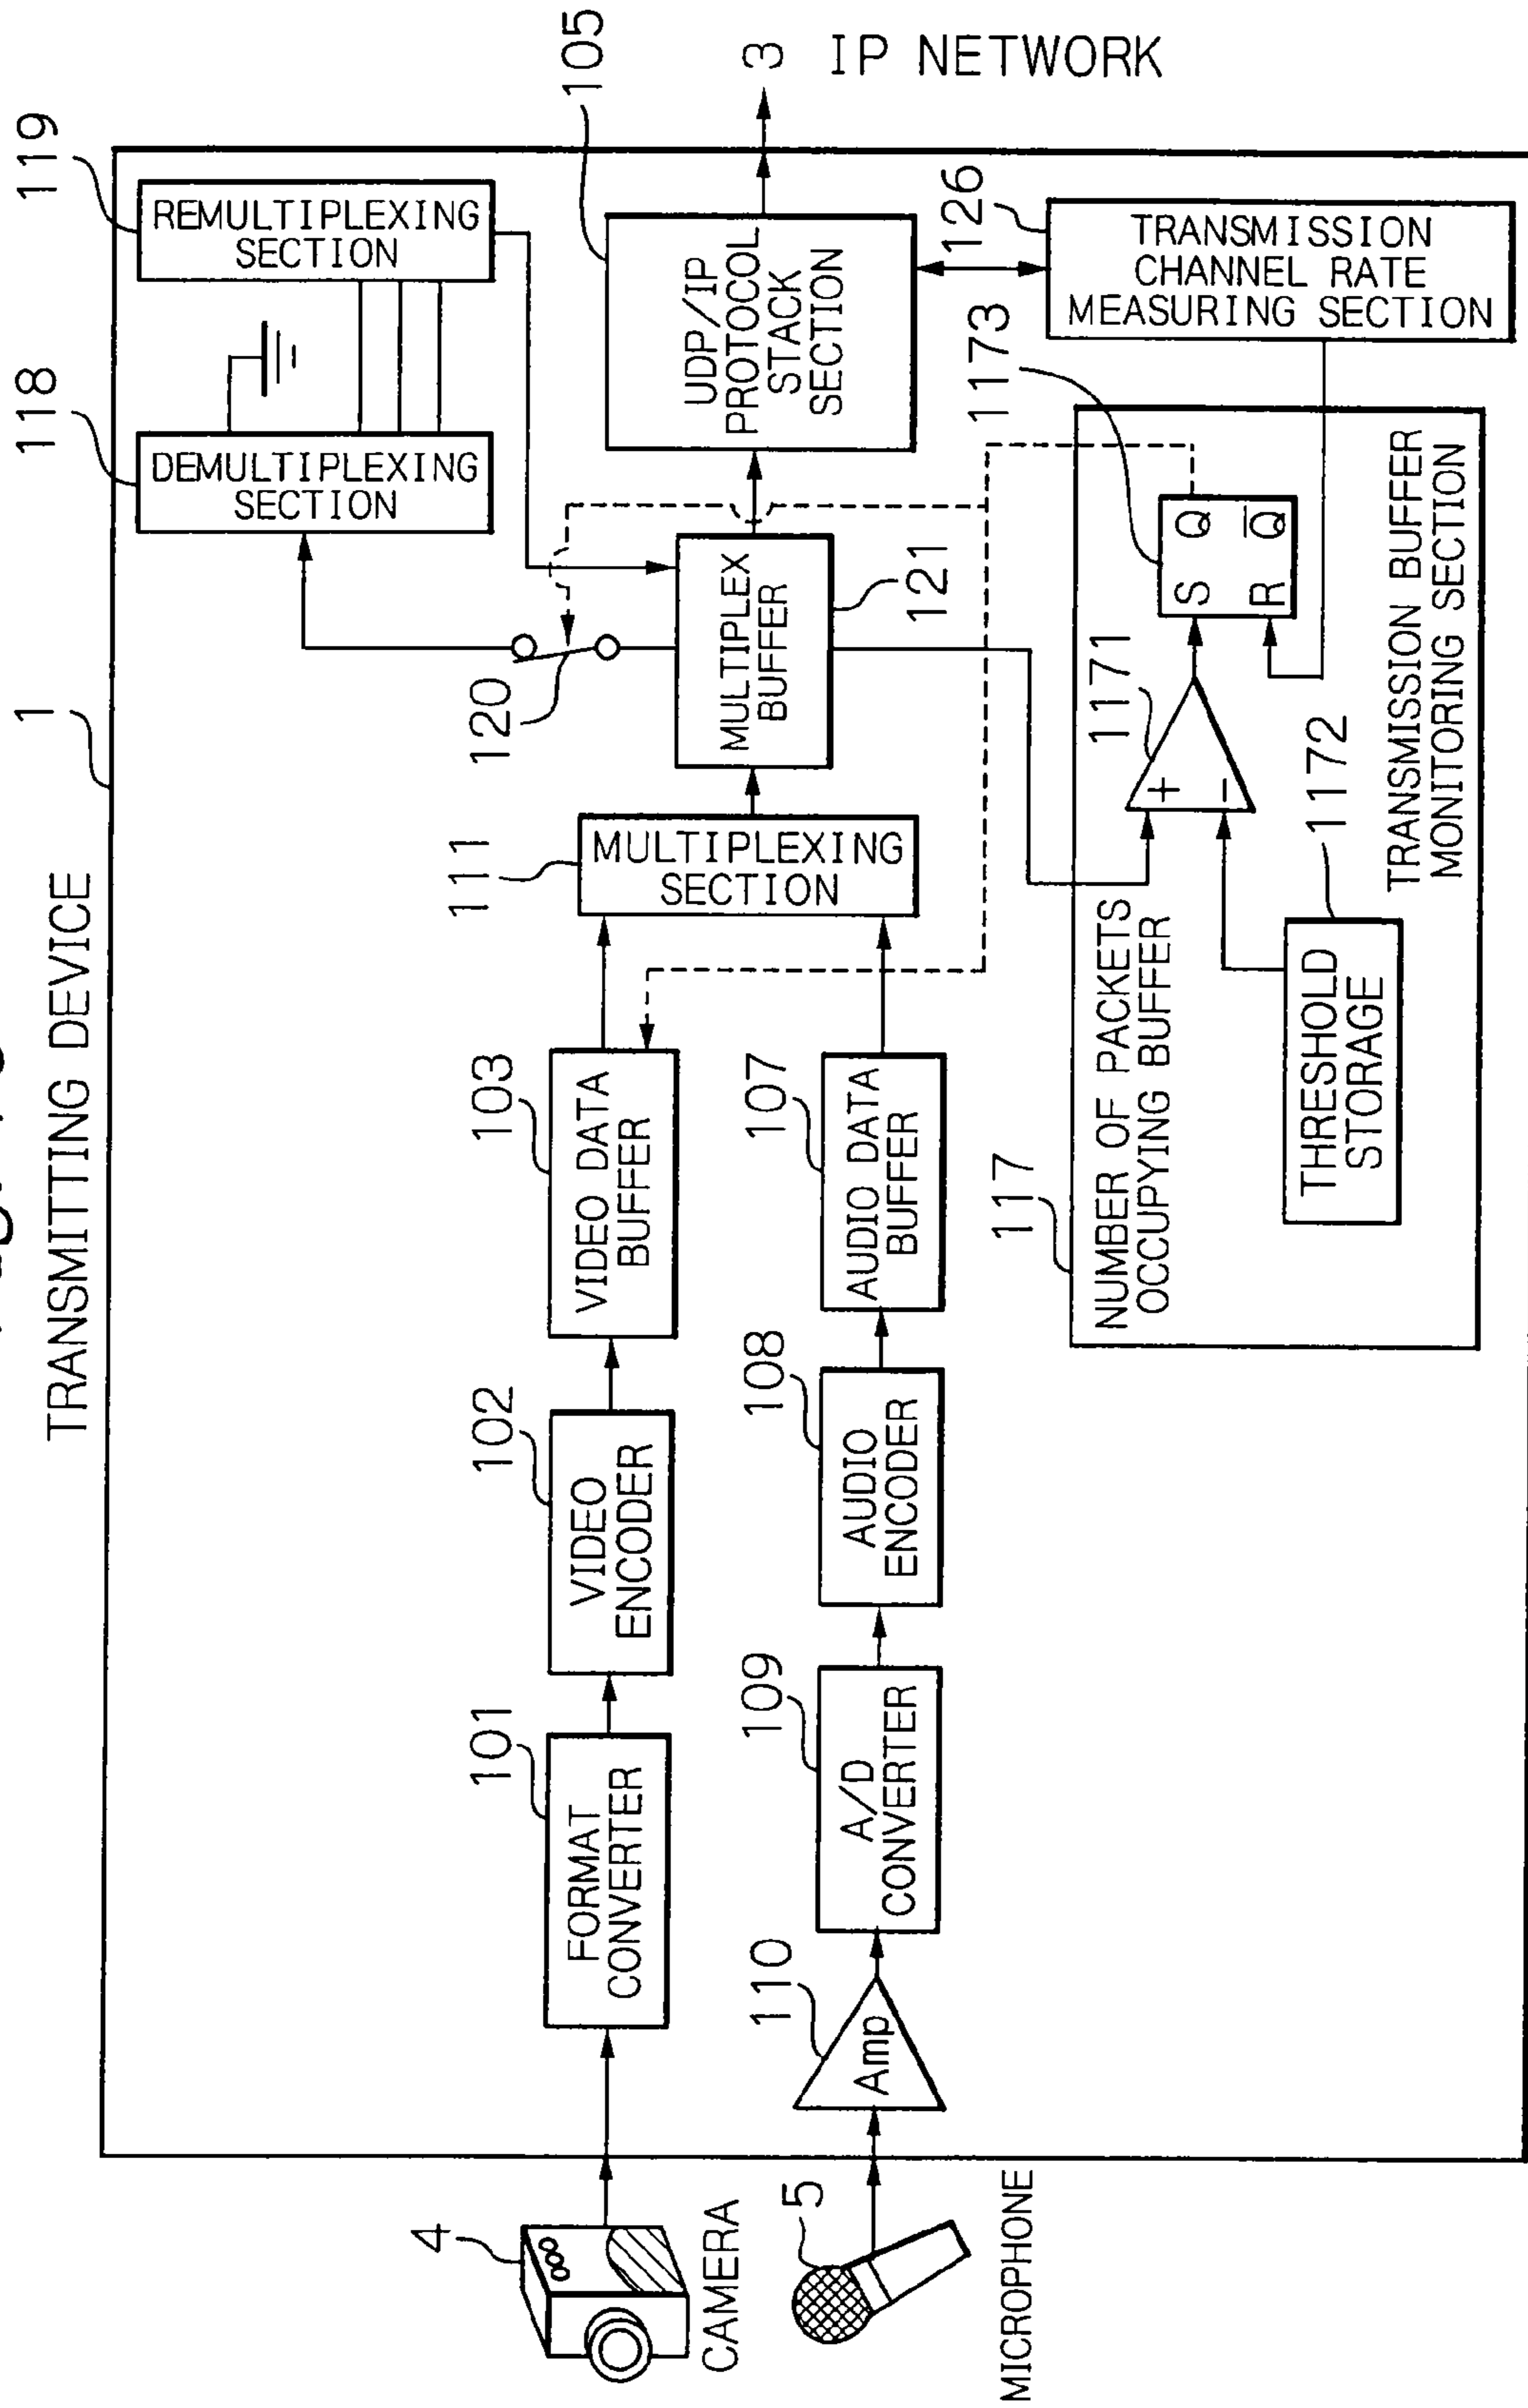 TRANSMITTING DEVICE
1
118
119
DEMULTIPLEXING
SECTION
REMULTIPLEXING
SECTION
4
CAMERA
101
FORMAT
CONVERTER
102
VIDEO
ENCODER
103
VIDEO DATA
BUFFER
111
MULTIPLEXING
SECTION
120
MULTIPLEX
BUFFER
121
105
UDP/IP
PROTOCOL
STACK
SECTION
3
IP NETWORK
5
MICROPHONE
110
Amp
109
A/D
CONVERTER
108
AUDIO
ENCODER
107
AUDIO DATA
BUFFER
126
TRANSMISSION
CHANNEL RATE
MEASURING SECTION
117
NUMBER OF PACKETS
OCCUPYING BUFFER
1171
+
−
1173
S Q
R Q̅
1172
THRESHOLD
STORAGE
TRANSMISSION BUFFER
MONITORING SECTION